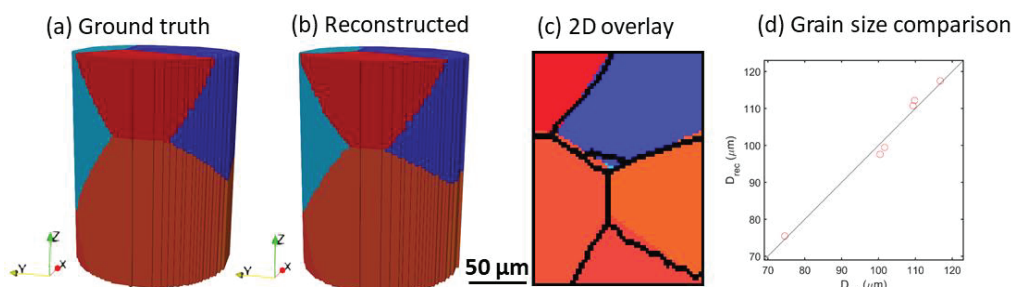 (a) Ground truth
(b) Reconstructed
(c) 2D overlay
(d) Grain size comparison
Z
Y
X
Z
Y
X
50 μm
120
110
100
90
80
70
D_rec (μm)
70 80 90 100 110 120
D (μm)